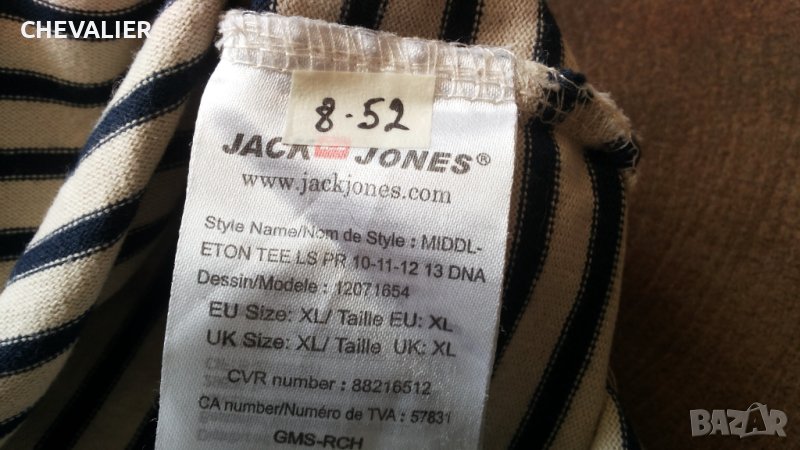 CHEVALIER
8-52
JACK JONES®
www.jackjones.com
Style Name/Nom de Style : MIDDL-
ETON TEE LS PR 10-11-12 13 DNA
Dessin/Modele : 12071654
EU Size: XL/ Taille EU: XL
UK Size: XL/ Taille UK: XL
CVR number : 88216512
CA number/Numéro de TVA : 57831
GMS-RCH
BAZAR